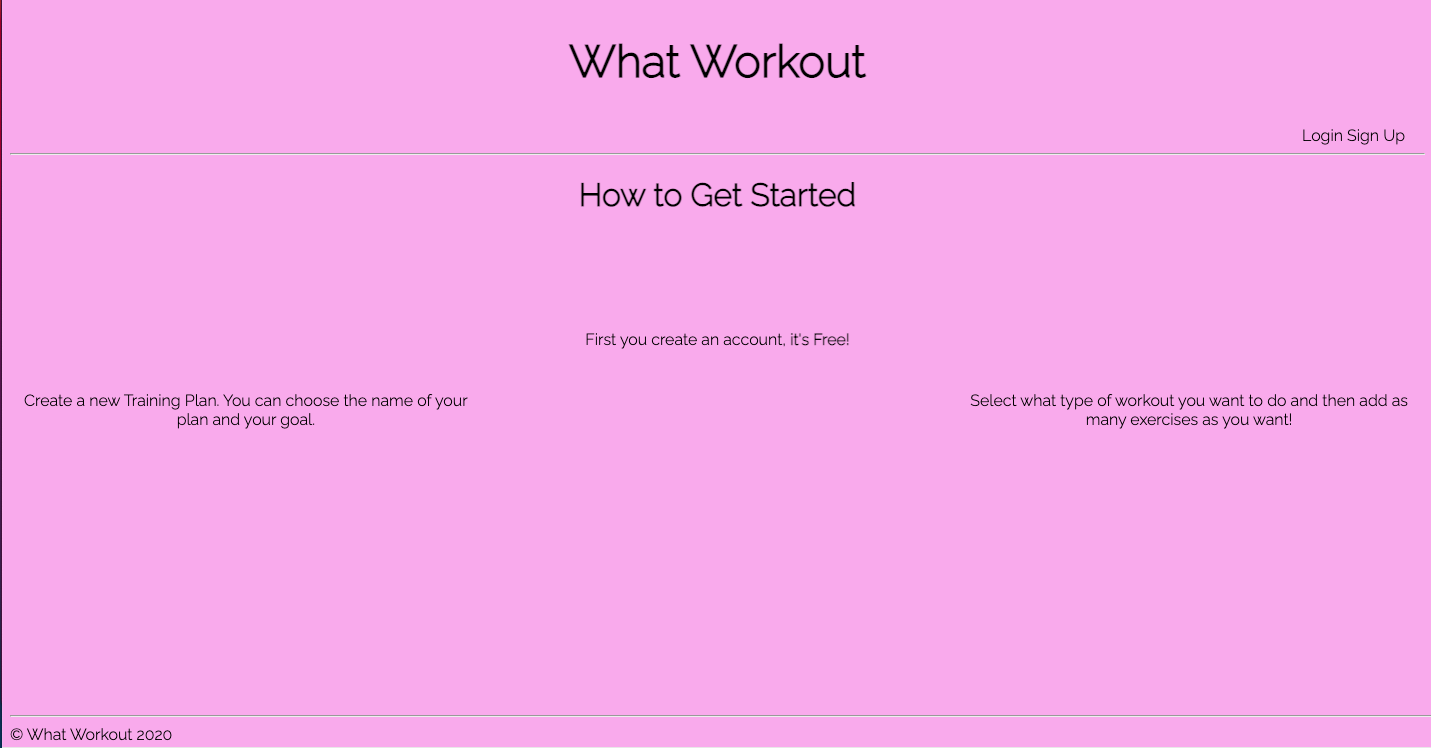 What Workout
Login Sign Up
How to Get Started
First you create an account, it's Free!
Create a new Training Plan. You can choose the name of your
plan and your goal.
Select what type of workout you want to do and then add as
many exercises as you want!
© What Workout 2020